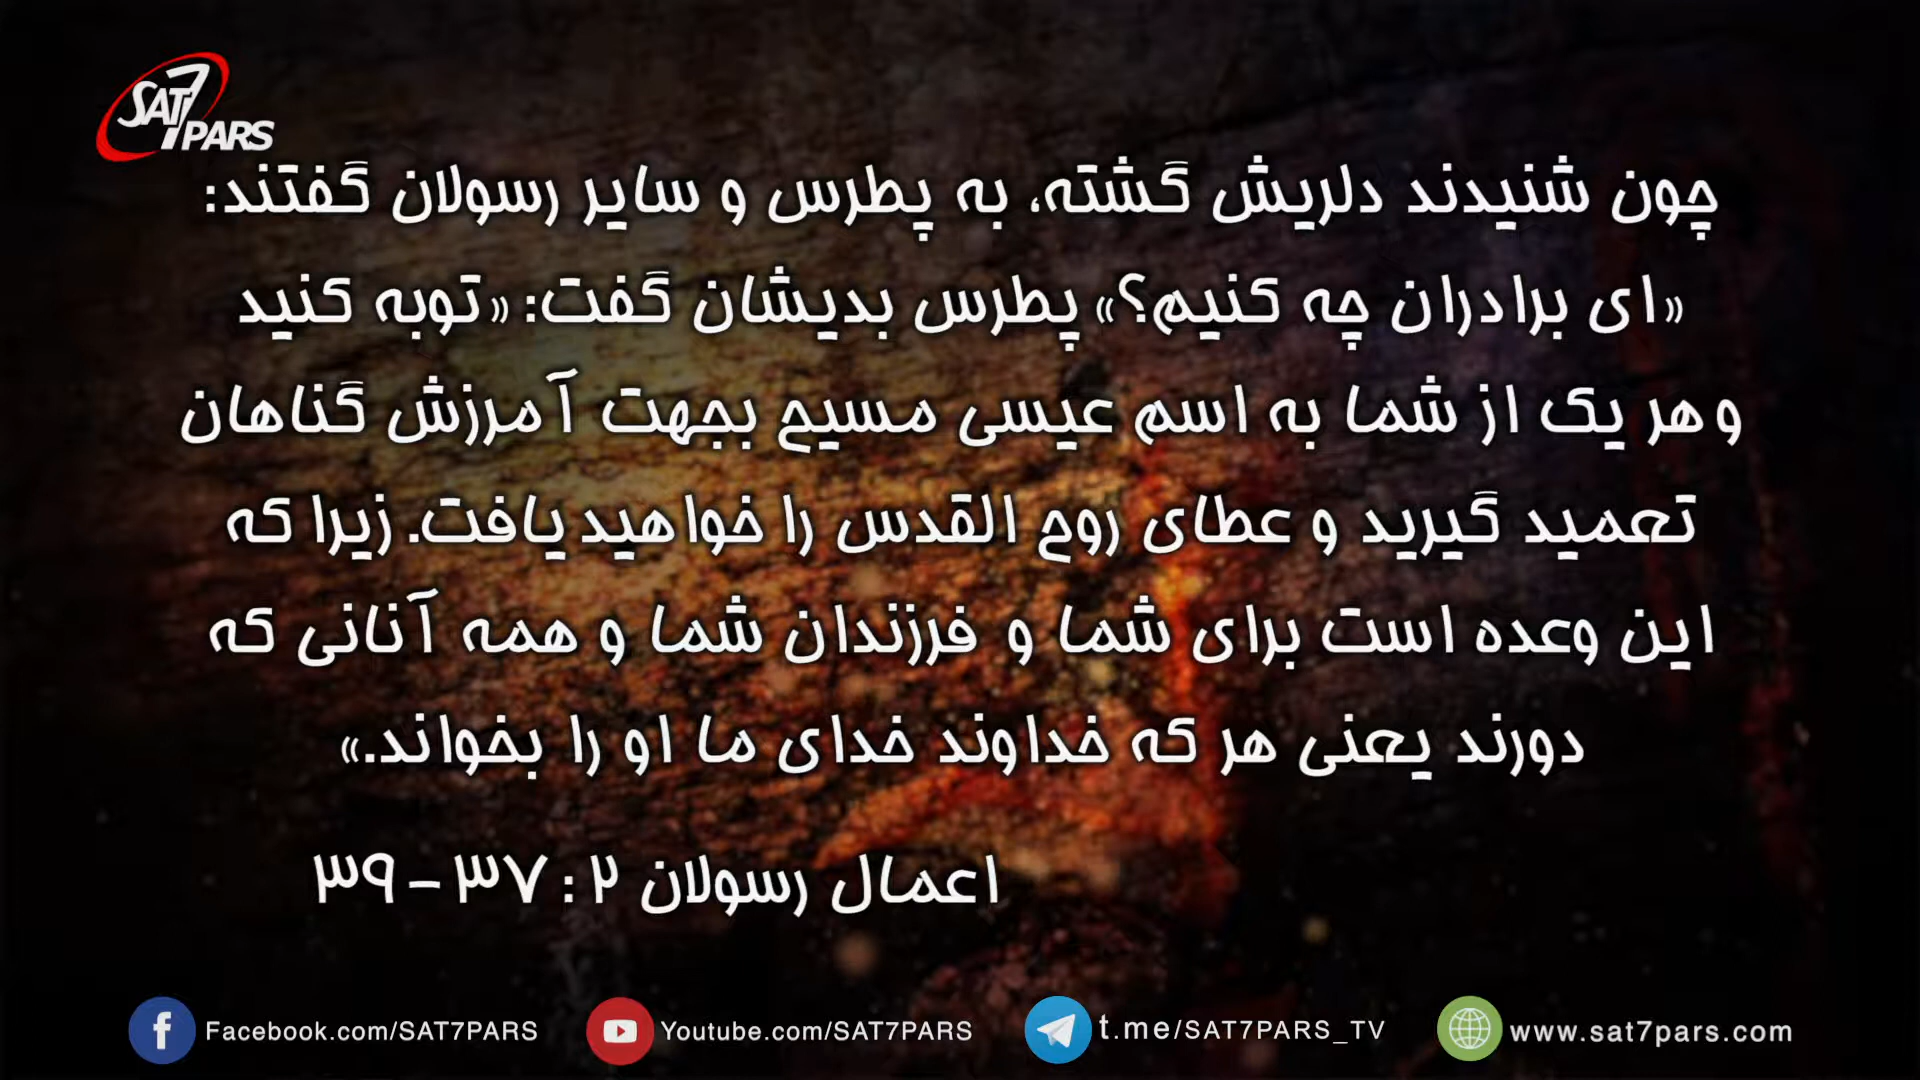 SAT7 PARS
چون شنیدند دلریش گشته، به پطرس و سایر رسولان گفتند:
«ای برادران چه کنیم؟» پطرس بدیشان گفت: «توبه کنید
و هر یک از شما به اسم عیسی مسیح بجهت آمرزش گناهان
تعمید گیرید و عطای روح القدس را خواهید یافت. زیرا که
این وعده است برای شما و فرزندان شما و همه آنانی که
دورند یعنی هر که خداوند خدای ما او را بخواند.»
اعمال رسولان ۲ : ۳۷ - ۳۹
Facebook.com/SAT7PARS Youtube.com/SAT7PARS t.me/SAT7PARS_TV www.sat7pars.com